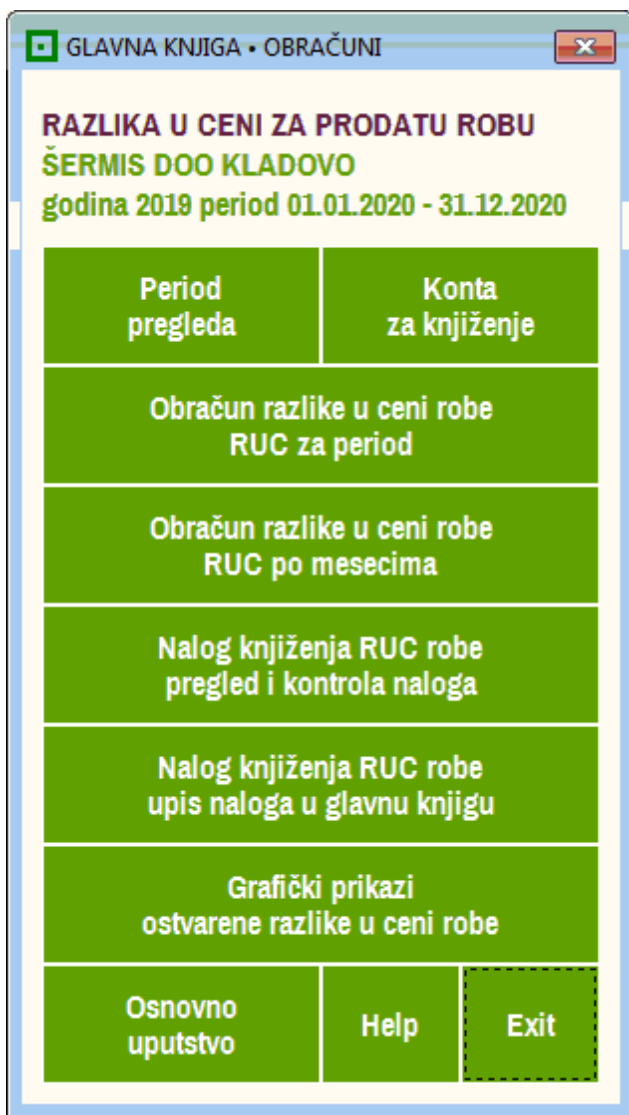 GLAVNA KNJIGA • OBRAČUNI
RAZLIKA U CENI ZA PRODATU ROBU
ŠERMIS DOO KLADOVO
godina 2019 period 01.01.2020 - 31.12.2020
Period
pregleda
Konta
za knjiženje
Obračun razlike u ceni robe
RUC za period
Obračun razlike u ceni robe
RUC po mesecima
Nalog knjiženja RUC robe
pregled i kontrola naloga
Nalog knjiženja RUC robe
upis naloga u glavnu knjigu
Grafički prikazi
ostvarene razlike u ceni robe
Osnovno
uputstvo
Help
Exit